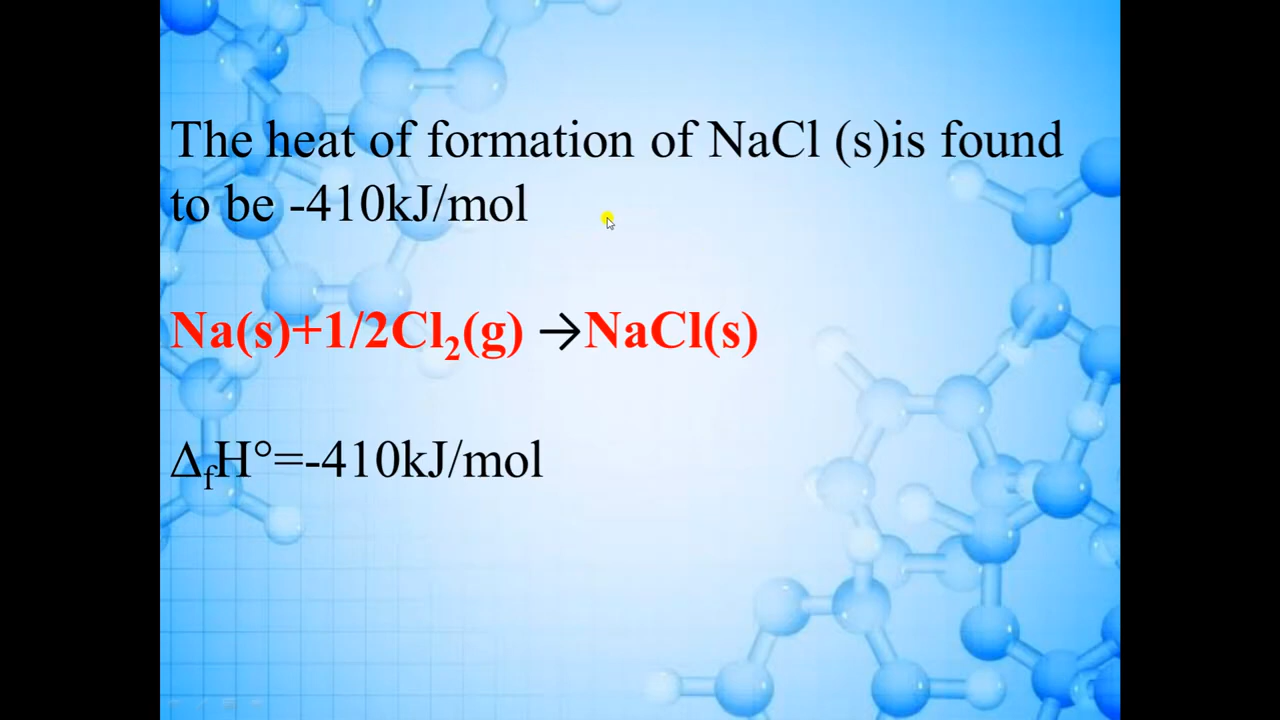 The heat of formation of NaCl (s)is found
to be -410kJ/mol
Na(s)+1/2Cl₂(g) →NaCl(s)
ΔfH°=-410kJ/mol